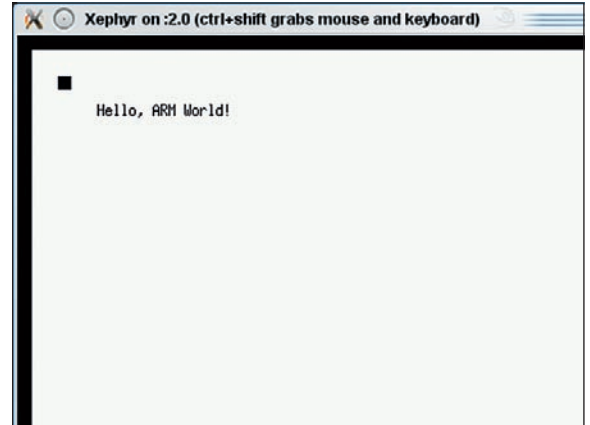 Xephyr on :2.0 (ctrl+shift grabs mouse and keyboard)
Hello, ARM World!